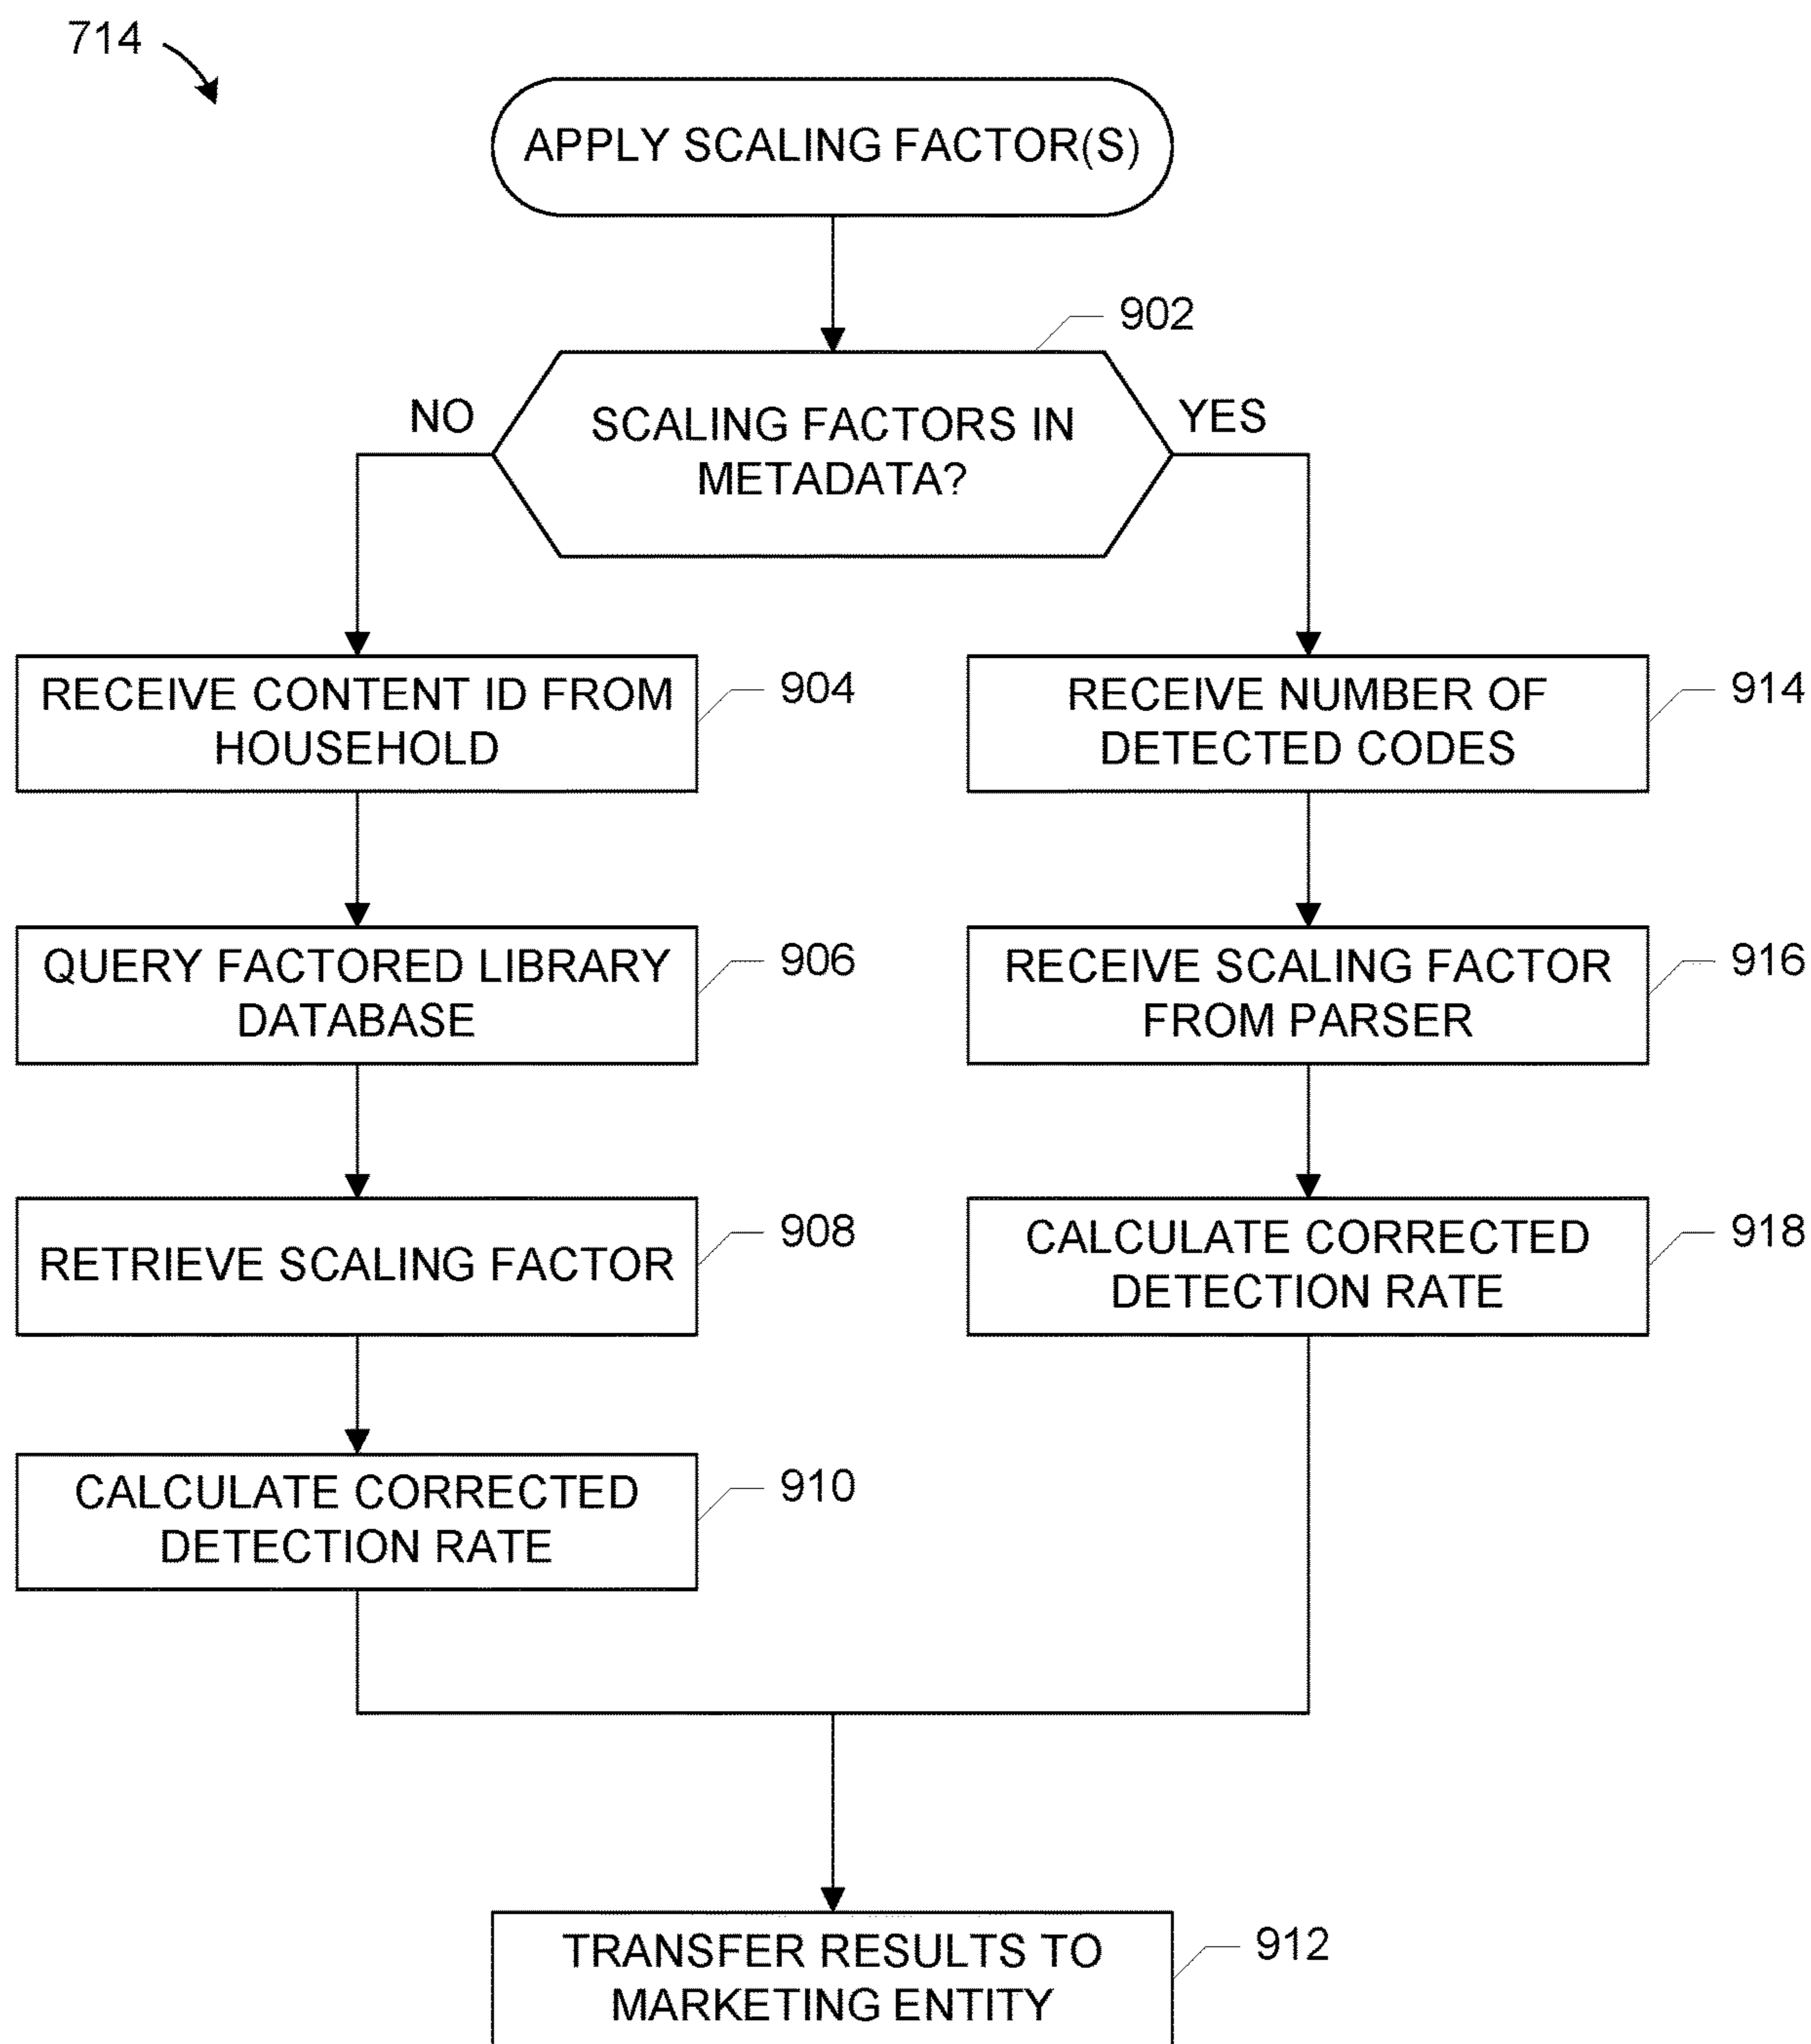 714
APPLY SCALING FACTOR(S)
902
NO
SCALING FACTORS IN
METADATA?
YES
RECEIVE CONTENT ID FROM
HOUSEHOLD
904
RECEIVE NUMBER OF
DETECTED CODES
914
QUERY FACTORED LIBRARY
DATABASE
906
RECEIVE SCALING FACTOR
FROM PARSER
916
RETRIEVE SCALING FACTOR
908
CALCULATE CORRECTED
DETECTION RATE
918
CALCULATE CORRECTED
DETECTION RATE
910
TRANSFER RESULTS TO
MARKETING ENTITY
912